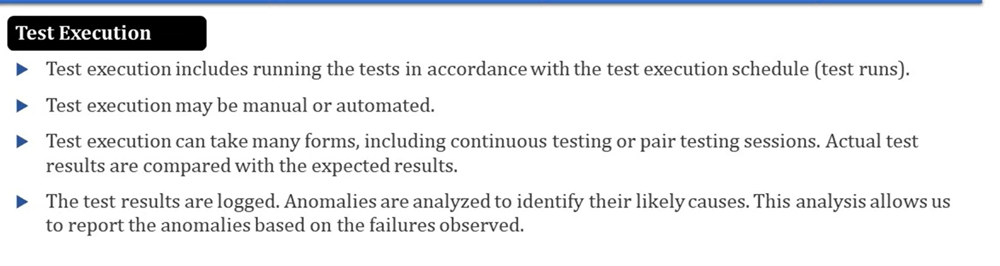 Test Execution
Test execution includes running the tests in accordance with the test execution schedule (test runs).
Test execution may be manual or automated.
Test execution can take many forms, including continuous testing or pair testing sessions. Actual test
results are compared with the expected results.
The test results are logged. Anomalies are analyzed to identify their likely causes. This analysis allows us
to report the anomalies based on the failures observed.